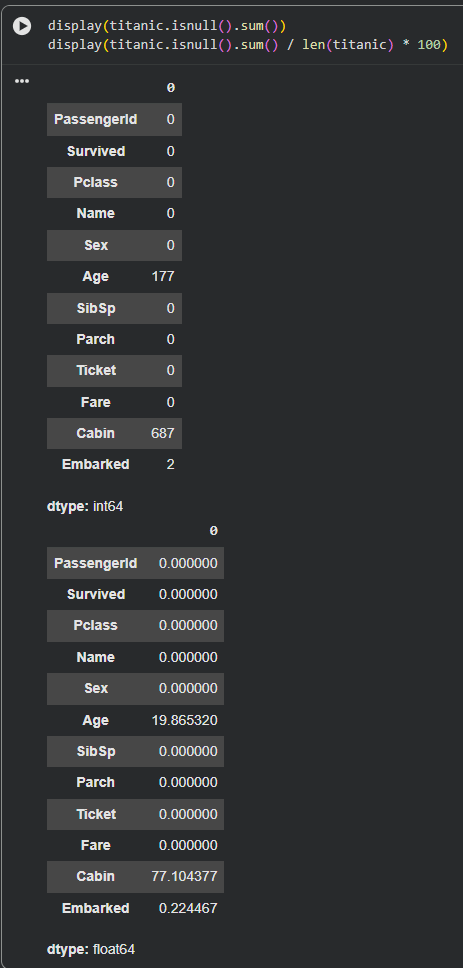 display(titanic.isnull().sum())
display(titanic.isnull().sum() / len(titanic) * 100)
...
0
PassengerId 0
Survived 0
Pclass 0
Name 0
Sex 0
Age 177
SibSp 0
Parch 0
Ticket 0
Fare 0
Cabin 687
Embarked 2
dtype: int64
0
PassengerId 0.000000
Survived 0.000000
Pclass 0.000000
Name 0.000000
Sex 0.000000
Age 19.865320
SibSp 0.000000
Parch 0.000000
Ticket 0.000000
Fare 0.000000
Cabin 77.104377
Embarked 0.224467
dtype: float64